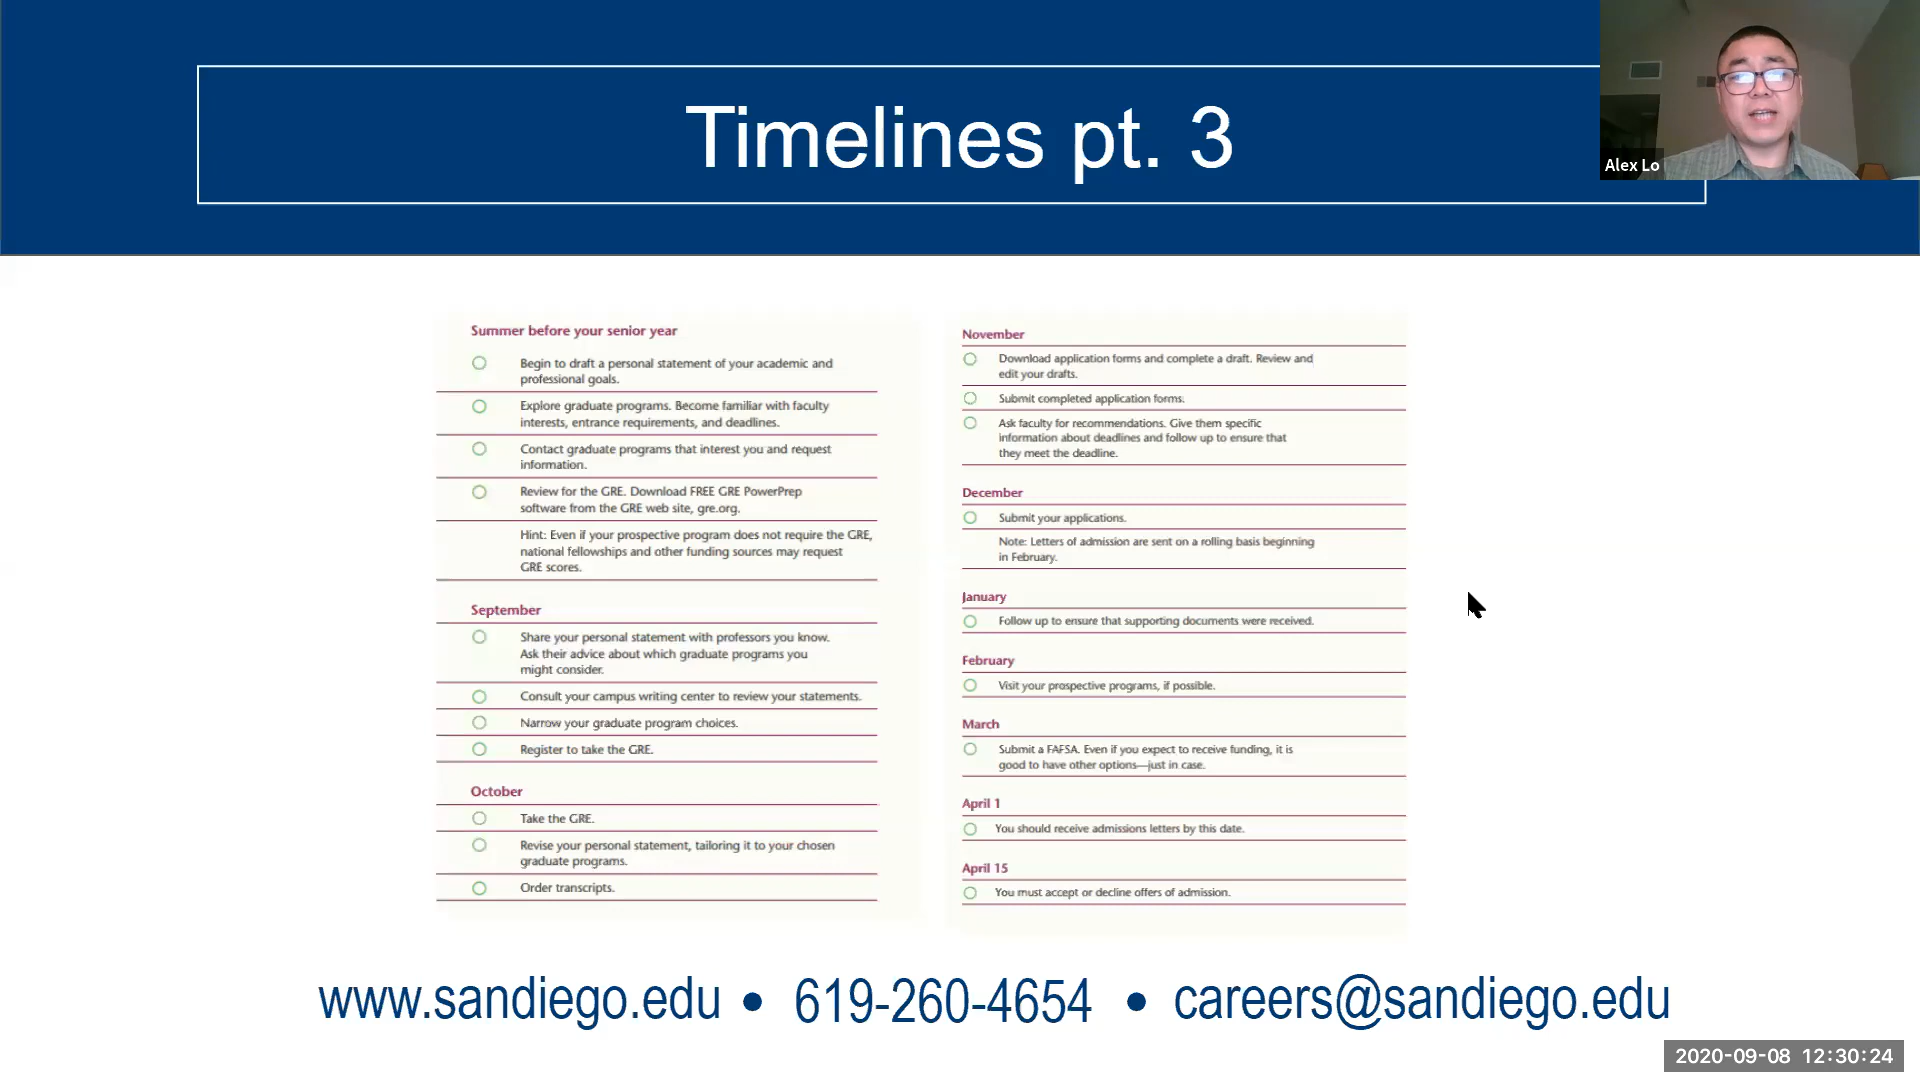 Timelines pt. 3
Alex Lo
Summer before your senior year
Begin to draft a personal statement of your academic and
professional goals.
Explore graduate programs. Become familiar with faculty
interests, entrance requirements, and deadlines.
Contact graduate programs that interest you and request
information.
Review for the GRE. Download FREE GRE PowerPrep
software from the GRE web site, gre.org.
Hint: Even if your prospective program does not require the GRE,
national fellowships and other funding sources may request
GRE scores.
September
Share your personal statement with professors you know.
Ask their advice about which graduate programs you
might consider.
Consult your campus writing center to review your statements.
Narrow your graduate program choices.
Register to take the GRE.
October
Take the GRE.
Revise your personal statement, tailoring it to your chosen
graduate programs.
Order transcripts.
November
Download application forms and complete a draft. Review and
edit your drafts.
Submit completed application forms.
Ask faculty for recommendations. Give them specific
information about deadlines and follow up to ensure that
they meet the deadline.
December
Submit your applications.
Note: Letters of admission are sent on a rolling basis beginning
in February.
January
Follow up to ensure that supporting documents were received.
February
Visit your prospective programs, if possible.
March
Submit a FAFSA. Even if you expect to receive funding, it is
good to have other options—just in case.
April 1
You should receive admissions letters by this date.
April 15
You must accept or decline offers of admission.
www.sandiego.edu • 619-260-4654 • careers@sandiego.edu
2020-09-08 12:30:24